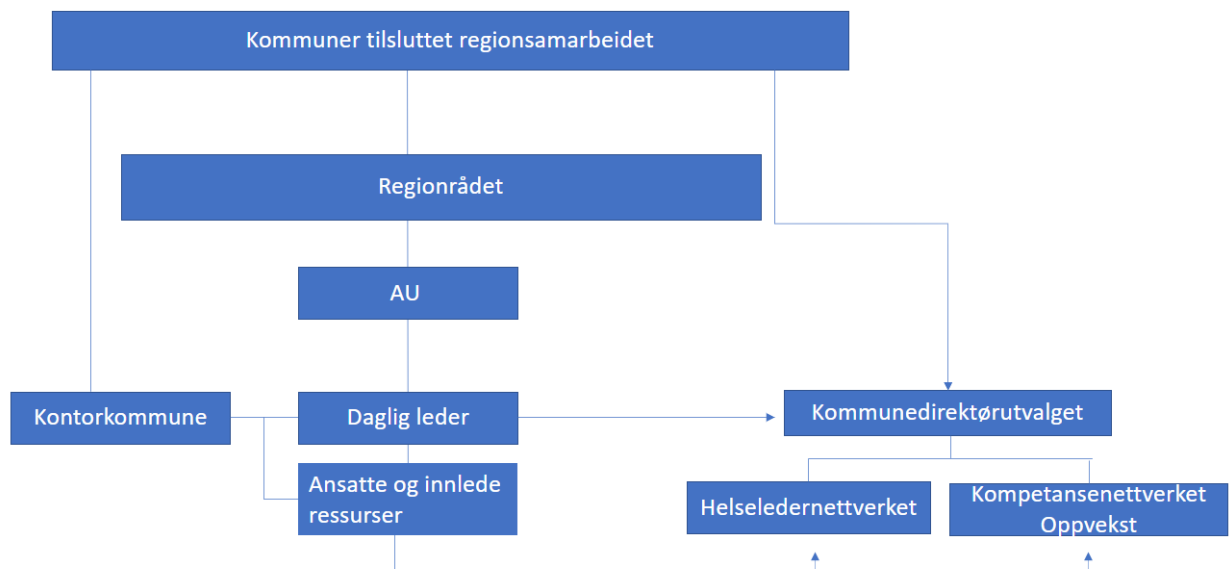 Kommuner tilsluttet regionsamarbeidet
Regionrådet
AU
Kontorkommune
Daglig leder
Kommunedirektørutvalget
Ansatte og innlede
ressurser
Helseledernettverket
Kompetansenettverket
Oppvekst